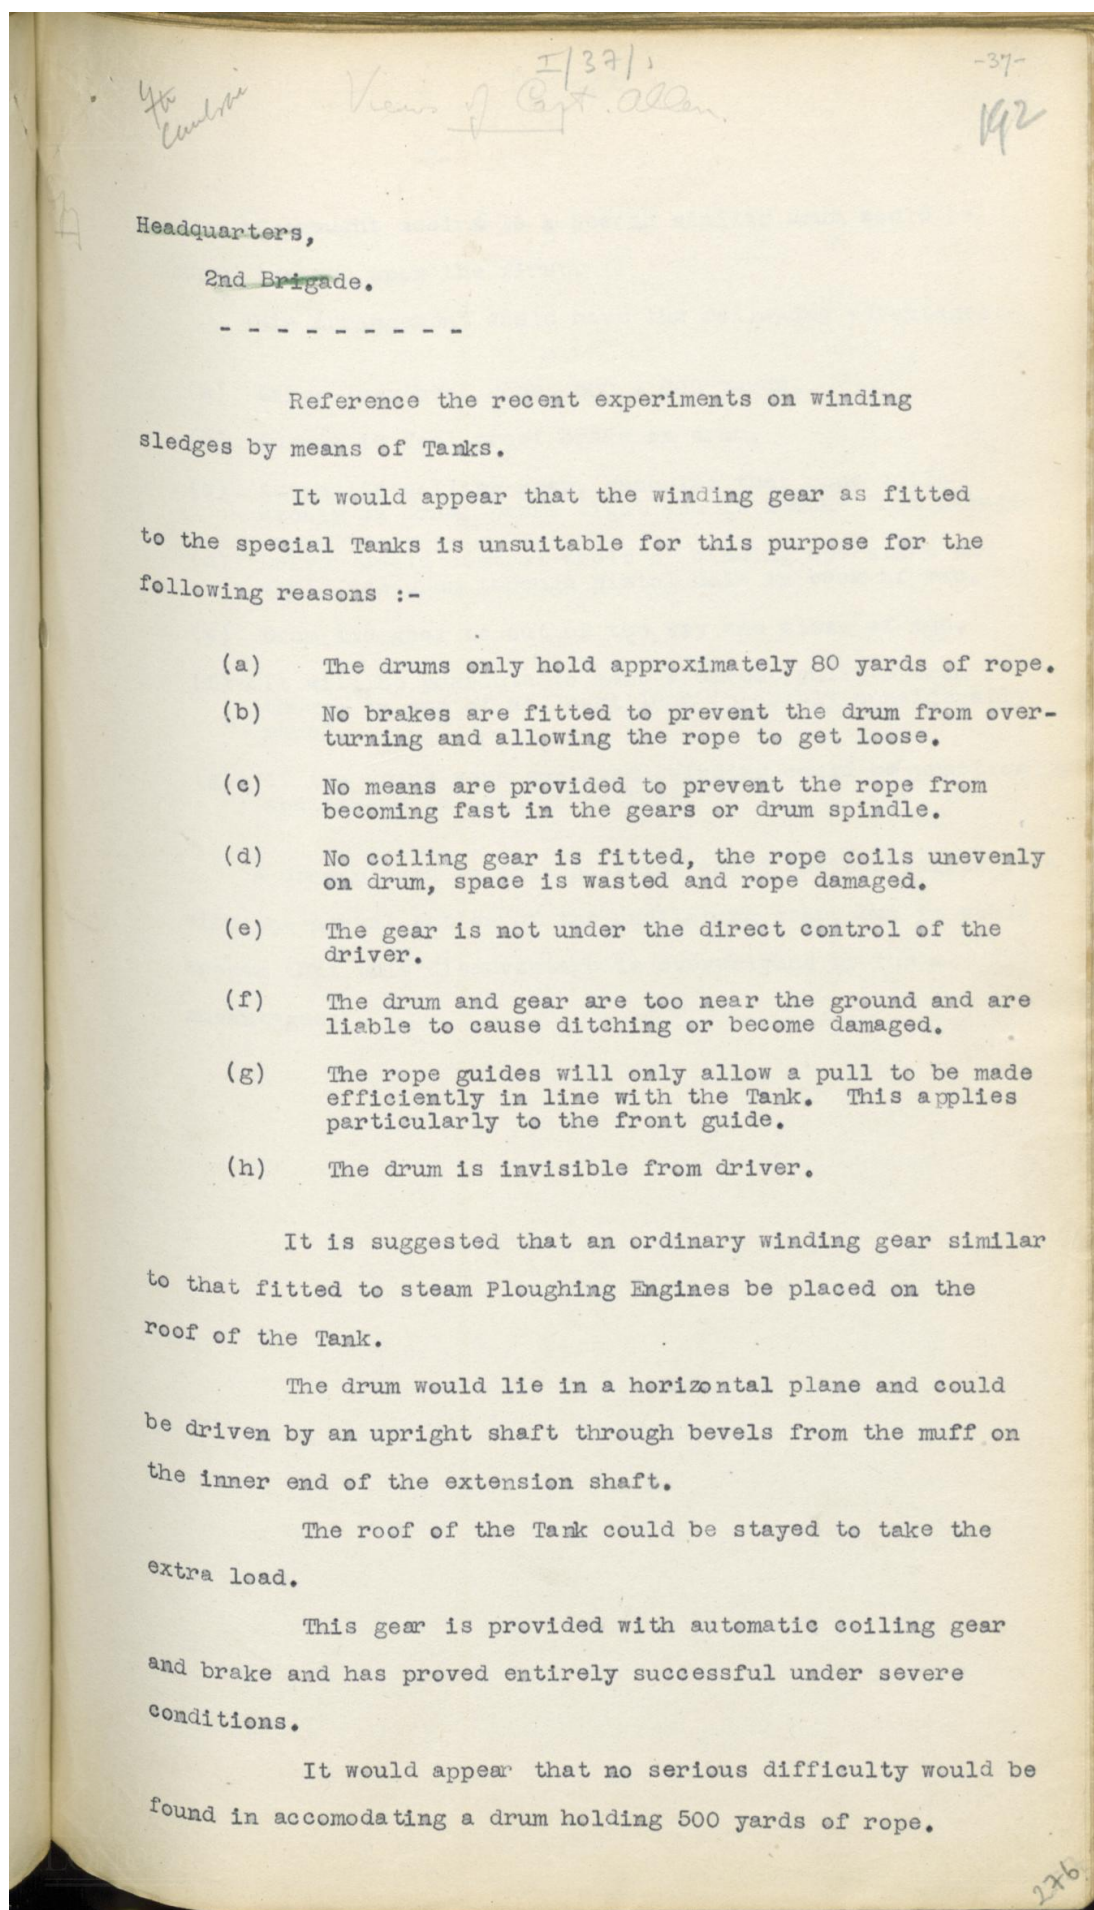 I/37/1
-37-
Views of Capt. Allen.
192
Headquarters,
2nd Brigade.
- - - - - - - - -
Reference the recent experiments on winding
sledges by means of Tanks.
It would appear that the winding gear as fitted
to the special Tanks is unsuitable for this purpose for the
following reasons :-
(a) The drums only hold approximately 80 yards of rope.
(b) No brakes are fitted to prevent the drum from over-
turning and allowing the rope to get loose.
(c) No means are provided to prevent the rope from
becoming fast in the gears or drum spindle.
(d) No coiling gear is fitted, the rope coils unevenly
on drum, space is wasted and rope damaged.
(e) The gear is not under the direct control of the
driver.
(f) The drum and gear are too near the ground and are
liable to cause ditching or become damaged.
(g) The rope guides will only allow a pull to be made
efficiently in line with the Tank. This applies
particularly to the front guide.
(h) The drum is invisible from driver.
It is suggested that an ordinary winding gear similar
to that fitted to steam Ploughing Engines be placed on the
roof of the Tank.
The drum would lie in a horizontal plane and could
be driven by an upright shaft through bevels from the muff on
the inner end of the extension shaft.
The roof of the Tank could be stayed to take the
extra load.
This gear is provided with automatic coiling gear
and brake and has proved entirely successful under severe
conditions.
It would appear that no serious difficulty would be
found in accomodating a drum holding 500 yards of rope.
276